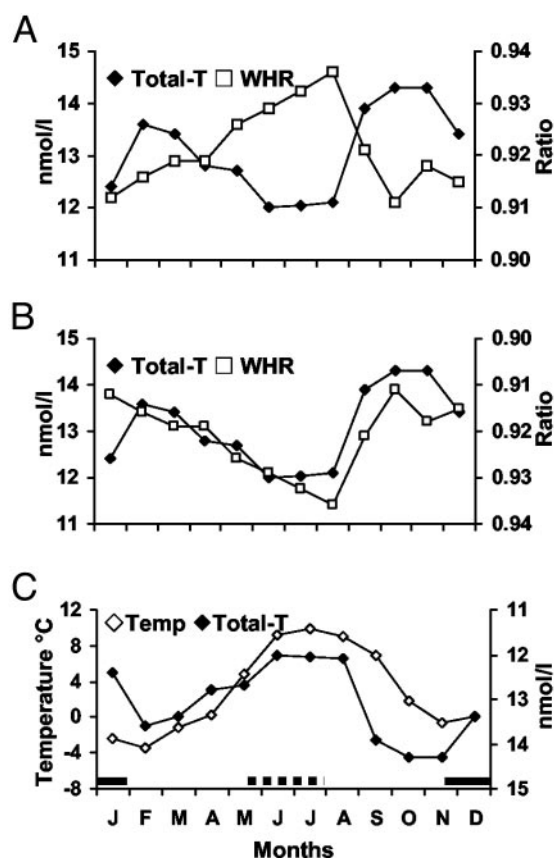 A
15
14
13
12
11
nmol/l
Total-T WHR
0.94
0.93
0.92
0.91
0.90
Ratio
B
15
14
13
12
11
nmol/l
Total-T WHR
0.90
0.91
0.92
0.93
0.94
Ratio
C
12
8
4
0
-4
-8
Temperature °C
Temp Total-T
11
12
13
14
15
nmol/l
J F M A M J J A S O N D
Months